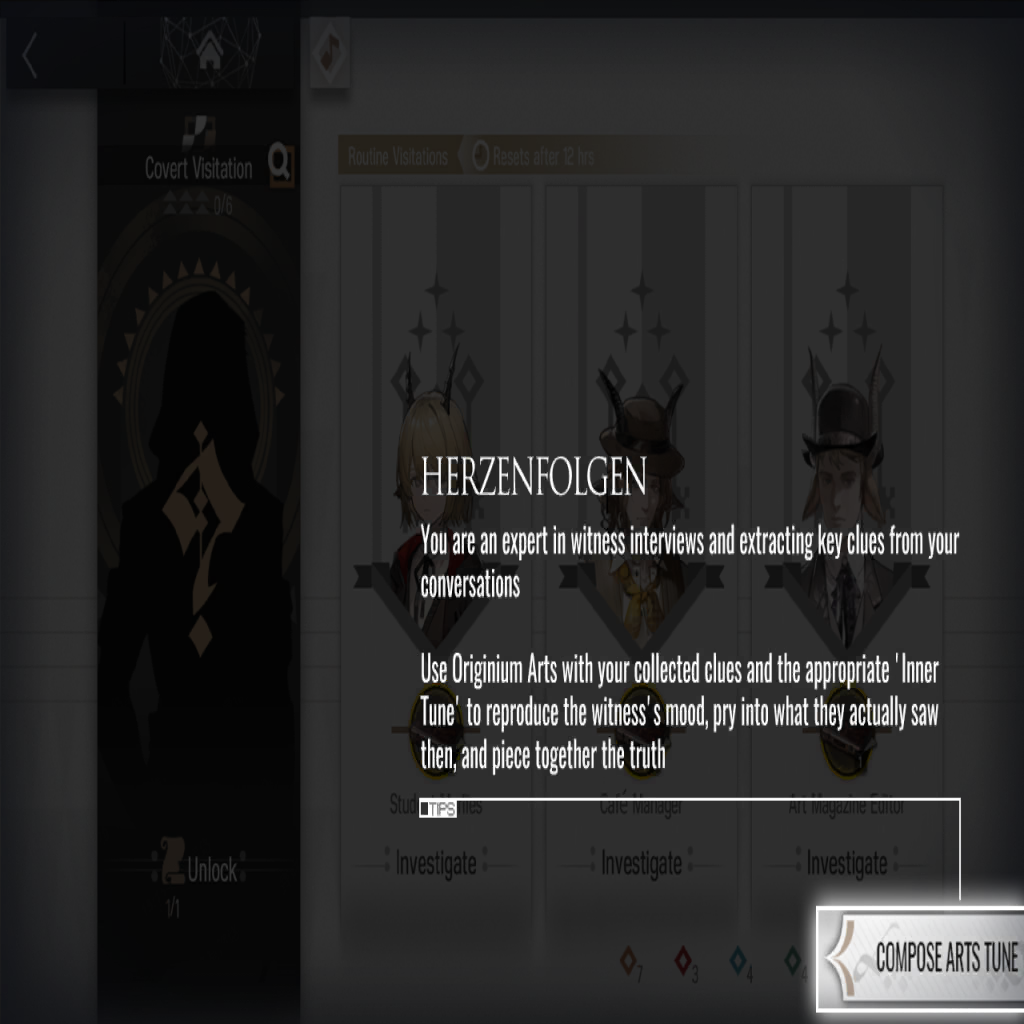 Covert Visitation
0/6
Routine Visitations
Resets after 12 hrs
HERZENFOLGEN
You are an expert in witness interviews and extracting key clues from your
conversations
Use Originium Arts with your collected clues and the appropriate 'Inner
Tune' to reproduce the witness's mood, pry into what they actually saw
then, and piece together the truth
TIPS
Café Manager
Art Magazine Editor
Unlock
1/1
Investigate
Investigate
Investigate
7
3
4
4
COMPOSE ARTS TUNE